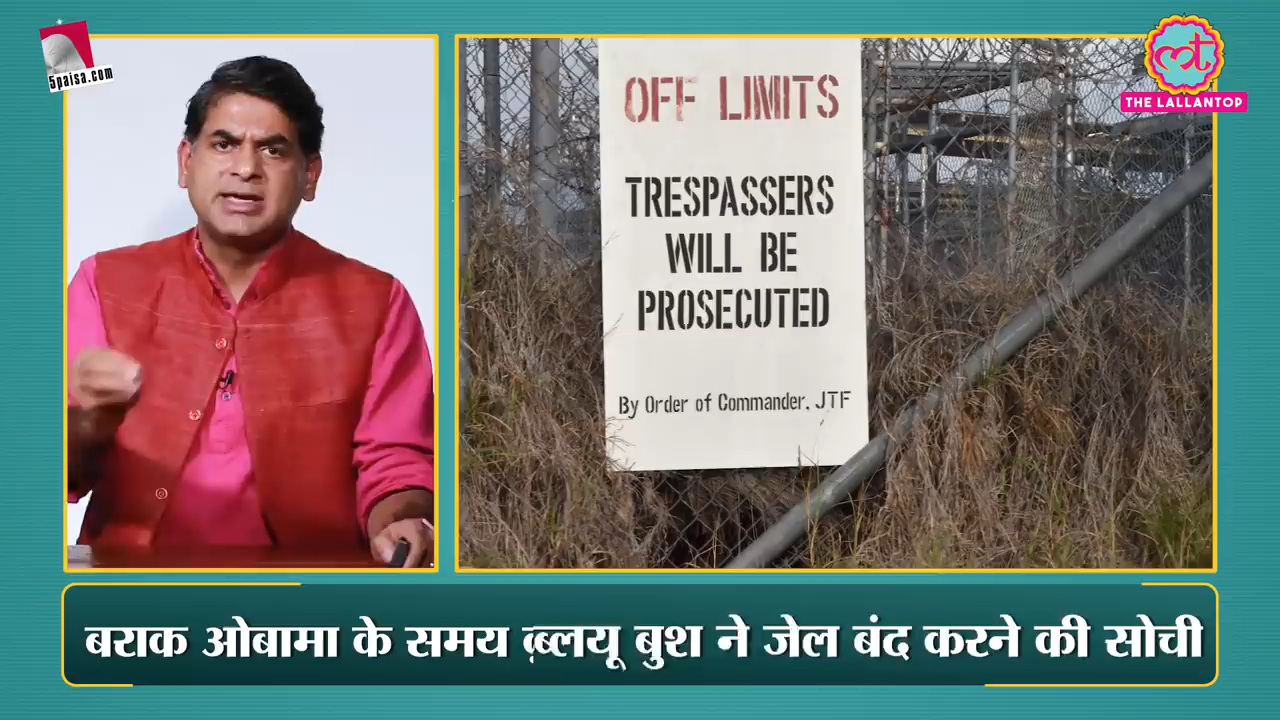 5paisa.com
THE LALLANTOP
OFF LIMITS
TRESPASSERS
WILL BE
PROSECUTED
By Order of Commander, JTF
बराक ओबामा के समय बुश ने जेल बंद करने की सोची